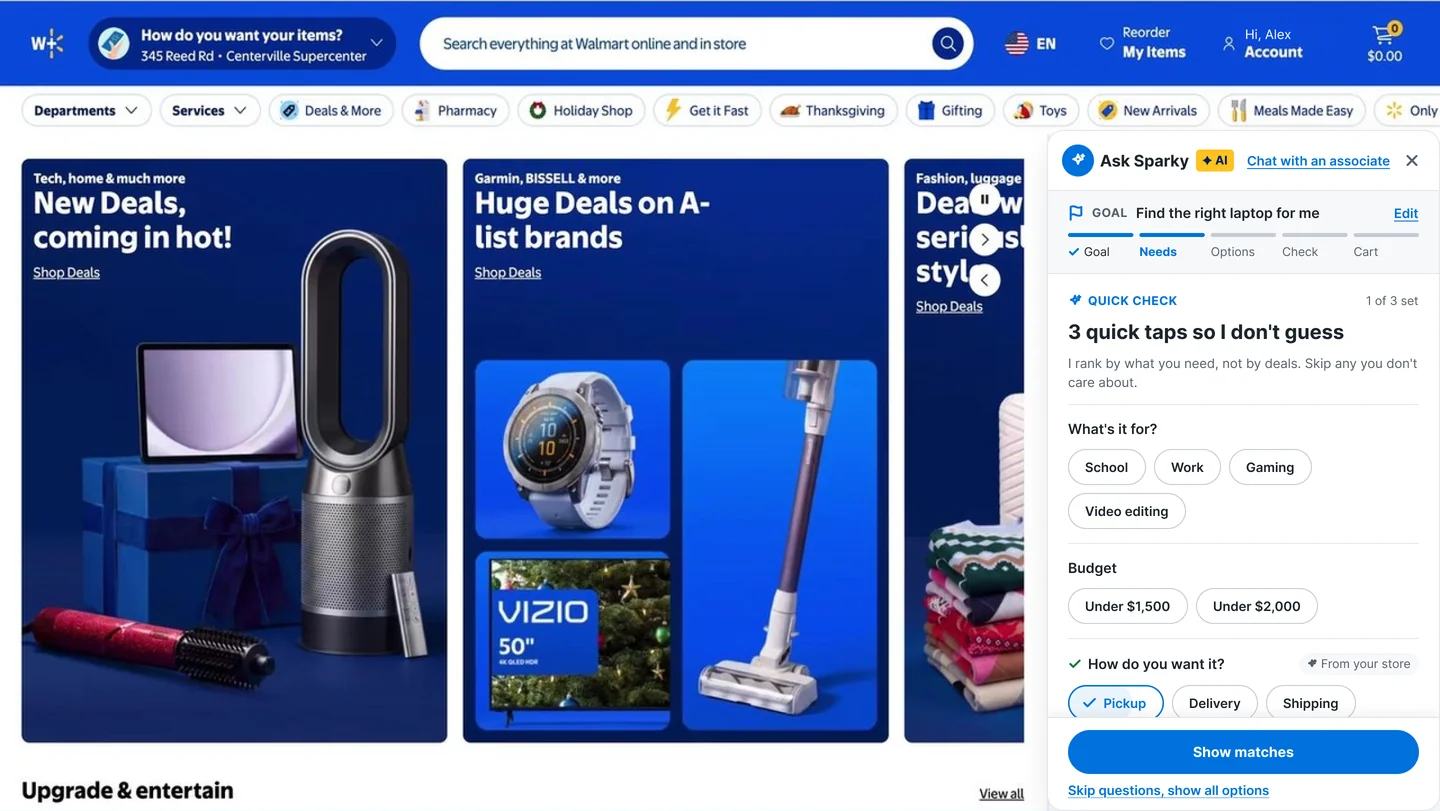 W+
How do you want your items?
345 Reed Rd • Centerville Supercenter
Search everything at Walmart online and in store
EN
Reorder
My Items
Hi, Alex
Account
0
$0.00
Departments
Services
Deals & More
Pharmacy
Holiday Shop
Get it Fast
Thanksgiving
Gifting
Toys
New Arrivals
Meals Made Easy
Only
Tech, home & much more
New Deals,
coming in hot!
Shop Deals
Garmin, BISSELL & more
Huge Deals on A-
list brands
Shop Deals
10
10
VIZIO
50"
4K QLED HDR
Fashion, luggage
Shop Deals
Upgrade & entertain
View all
Ask Sparky
AI
Chat with an associate
GOAL Find the right laptop for me
Edit
Goal
Needs
Options
Check
Cart
QUICK CHECK
1 of 3 set
3 quick taps so I don't guess
I rank by what you need, not by deals. Skip any you don't
care about.
What's it for?
School
Work
Gaming
Video editing
Budget
Under $1,500
Under $2,000
How do you want it?
From your store
Pickup
Delivery
Shipping
Show matches
Skip questions, show all options